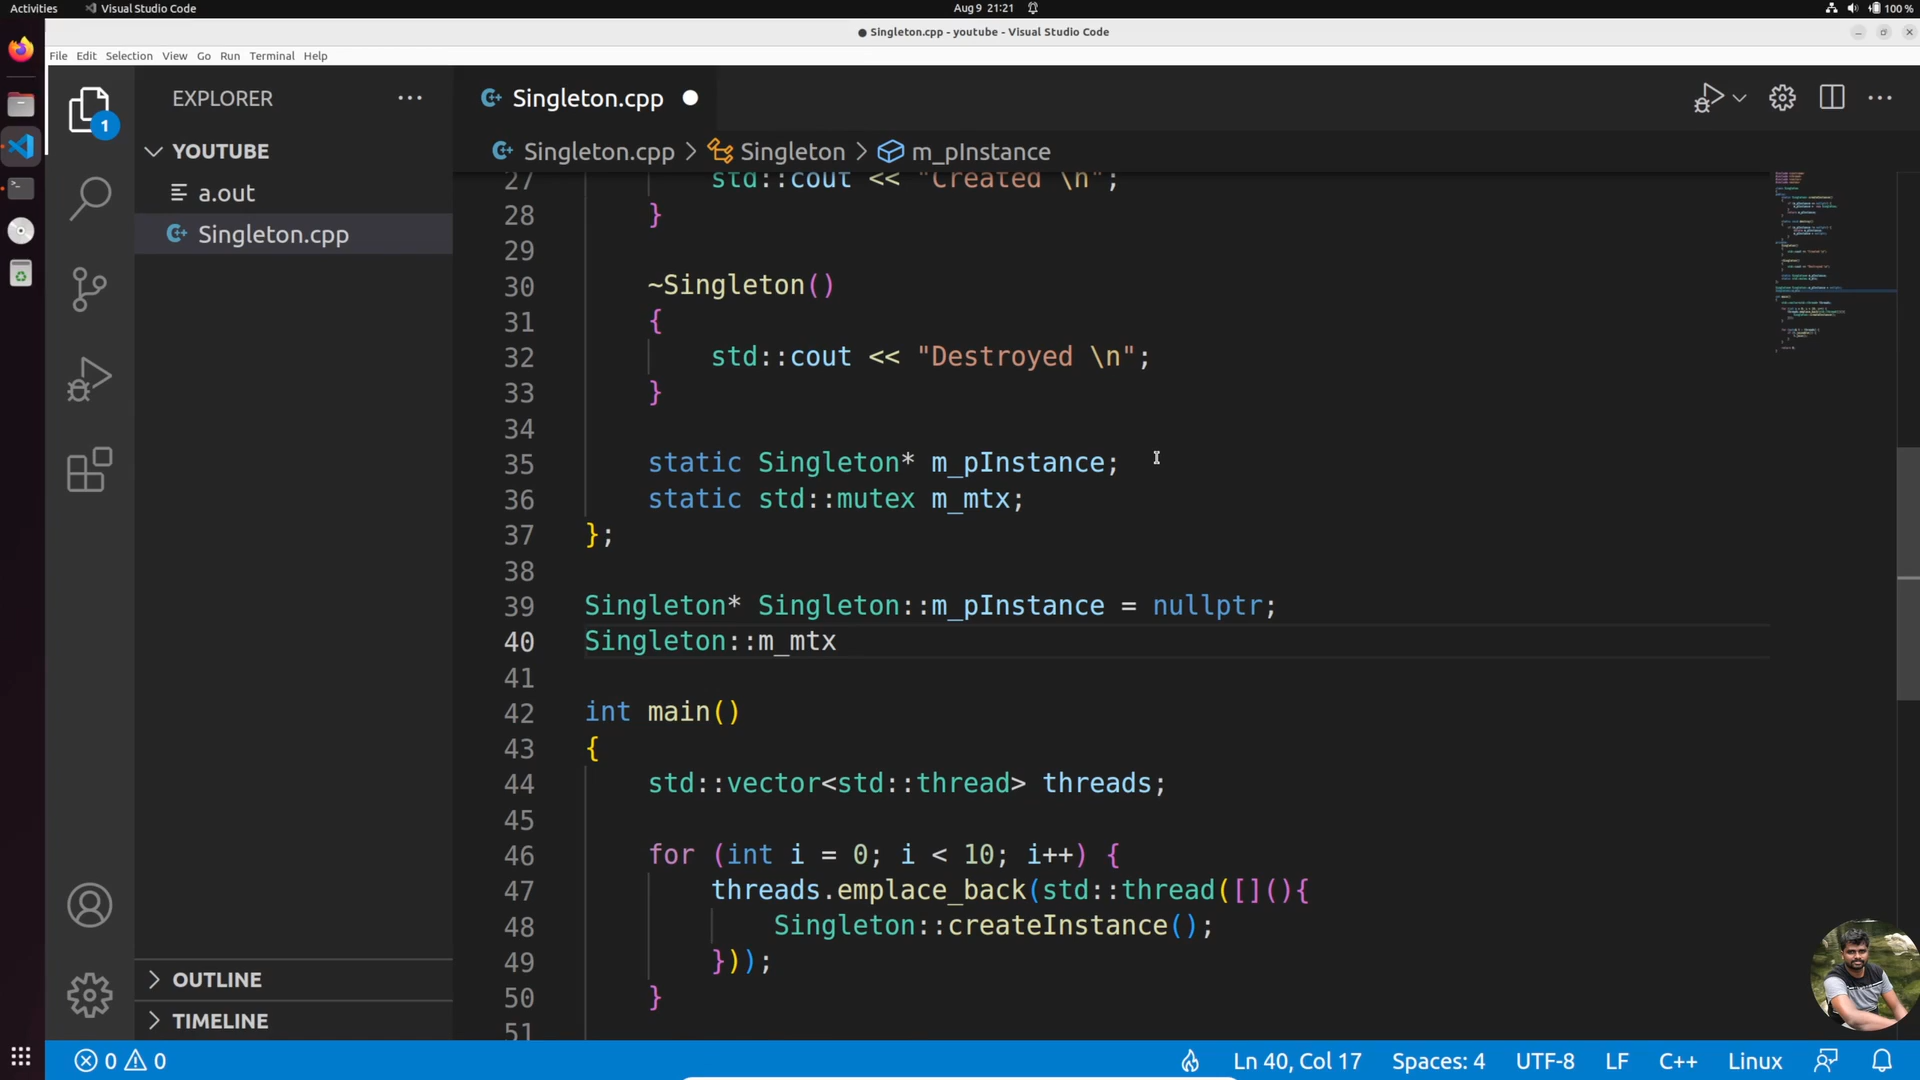 Activities
Visual Studio Code
Aug 9 21:21
100 %
● Singleton.cpp - youtube - Visual Studio Code
File Edit Selection View Go Run Terminal Help
EXPLORER
YOUTUBE
a.out
Singleton.cpp
1
Singleton.cpp
Singleton.cpp > Singleton > m_pInstance
27 std::cout << "Created \n";
28 }
29
30 ~Singleton()
31 {
32 std::cout << "Destroyed \n";
33 }
34
35 static Singleton* m_pInstance;
36 static std::mutex m_mtx;
37 };
38
39 Singleton* Singleton::m_pInstance = nullptr;
40 Singleton::m_mtx
41
42 int main()
43 {
44 std::vector<std::thread> threads;
45
46 for (int i = 0; i < 10; i++) {
47 threads.emplace_back(std::thread([](){
48 Singleton::createInstance();
49 }));
50 }
51
OUTLINE
TIMELINE
0 0
Ln 40, Col 17
Spaces: 4
UTF-8
LF
C++
Linux